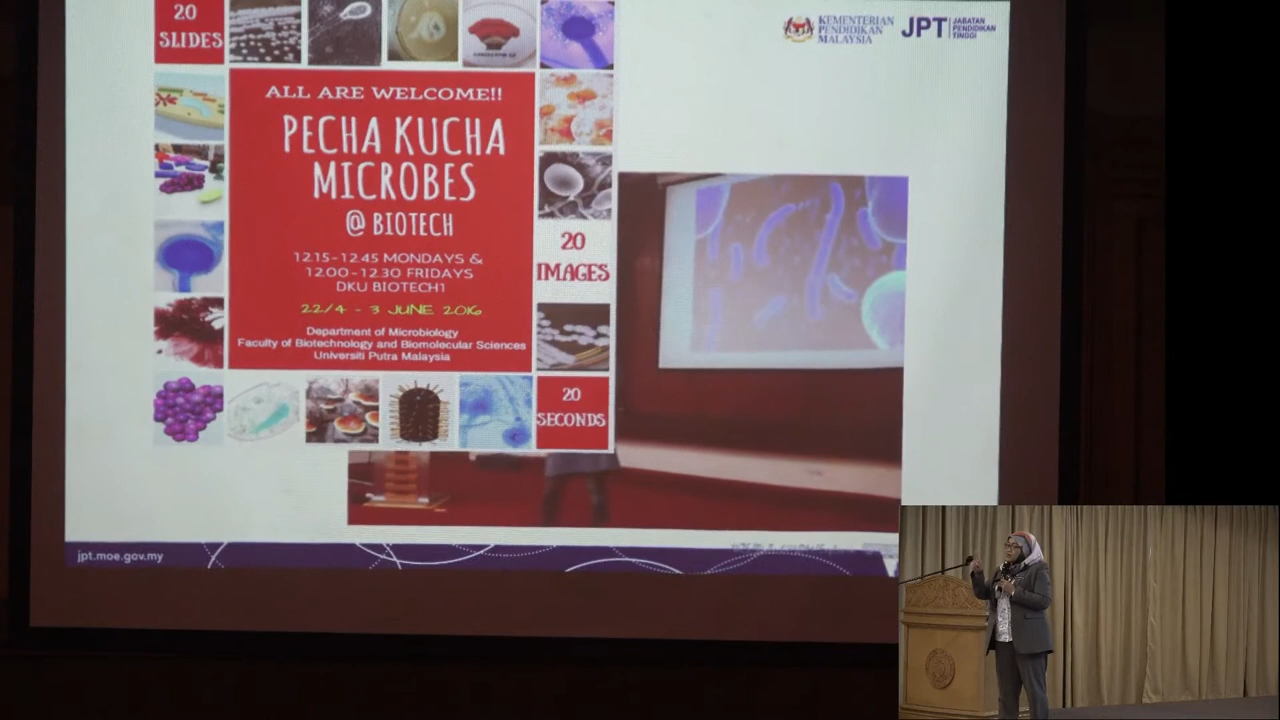 20
SLIDES
KEMENTERIAN
PENDIDIKAN
MALAYSIA
JPT
JABATAN
PENDIDIKAN
TINGGI
ALL ARE WELCOME!!
PECHA KUCHA
MICROBES
@ BIOTECH
12.15-12.45 MONDAYS &
12.00-12.30 FRIDAYS
DKU BIOTECH1
22/4 - 3 JUNE 2016
Department of Microbiology
Faculty of Biotechnology and Biomolecular Sciences
Universiti Putra Malaysia
20
IMAGES
20
SECONDS
jpt.moe.gov.my